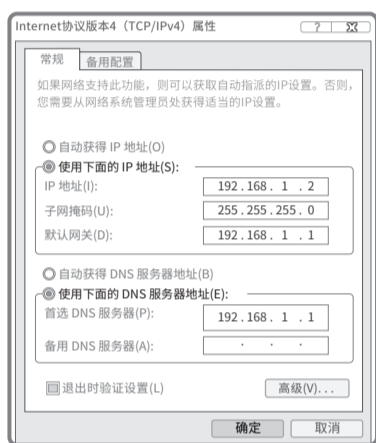 Internet协议版本4（TCP/IPv4）属性
? X
常规 备用配置
如果网络支持此功能，则可以获取自动指派的IP设置。否则，
您需要从网络系统管理员处获得适当的IP设置。
自动获得 IP 地址(O)
使用下面的 IP 地址(S):
IP 地址(I): 192.168. 1 . 2
子网掩码(U): 255.255.255. 0
默认网关(D): 192.168. 1 . 1
自动获得 DNS 服务器地址(B)
使用下面的 DNS 服务器地址(E):
首选 DNS 服务器(P): 192.168. 1 . 1
备用 DNS 服务器(A): . . .
退出时验证设置(L) 高级(V)...
确定 取消